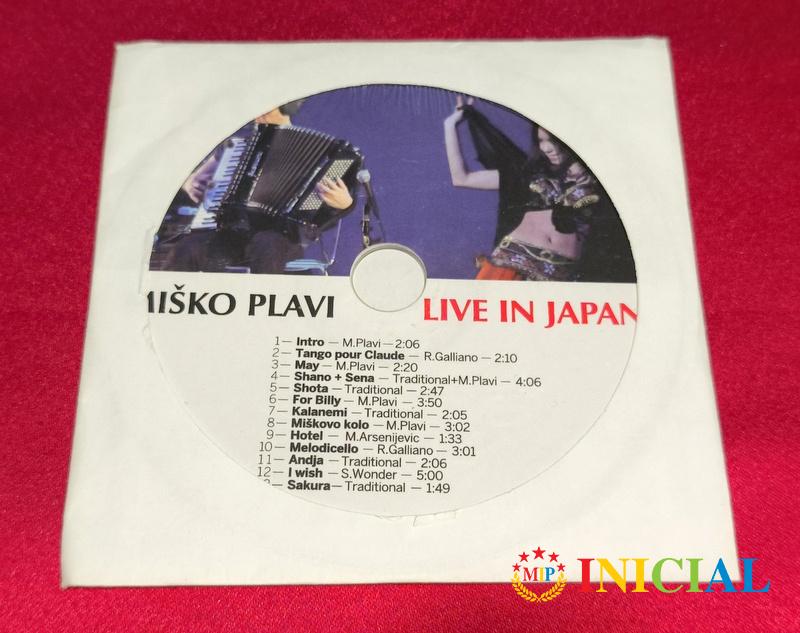 MIŠKO PLAVI LIVE IN JAPAN
1— Intro — M.Plavi — 2:06
2— Tango pour Claude — R.Galliano — 2:10
3— May — M.Plavi — 2:20
4— Shano + Sena — Traditional+M.Plavi — 4:06
5— Shota — Traditional — 2:47
6— For Billy — M.Plavi — 3:50
7— Kalanemi — Traditional — 2:05
8— Miškovo kolo — M.Plavi — 3:02
9— Hotel — M.Arsenijevic — 1:33
10— Melodicello — R.Galliano — 3:01
11— Andja — Traditional — 2:06
12— I wish — S.Wonder — 5:00
— Sakura— Traditional — 1:49
MIP INICIAL